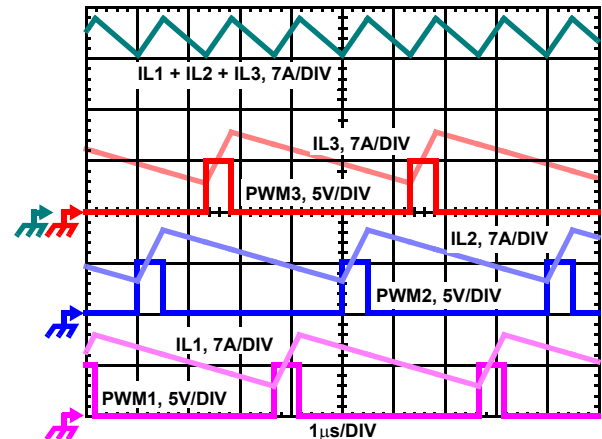 IL1 + IL2 + IL3, 7A/DIV
IL3, 7A/DIV
PWM3, 5V/DIV
IL2, 7A/DIV
PWM2, 5V/DIV
IL1, 7A/DIV
PWM1, 5V/DIV
1μs/DIV